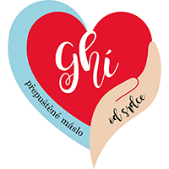 ghí
přepuštěné máslo
od srdce